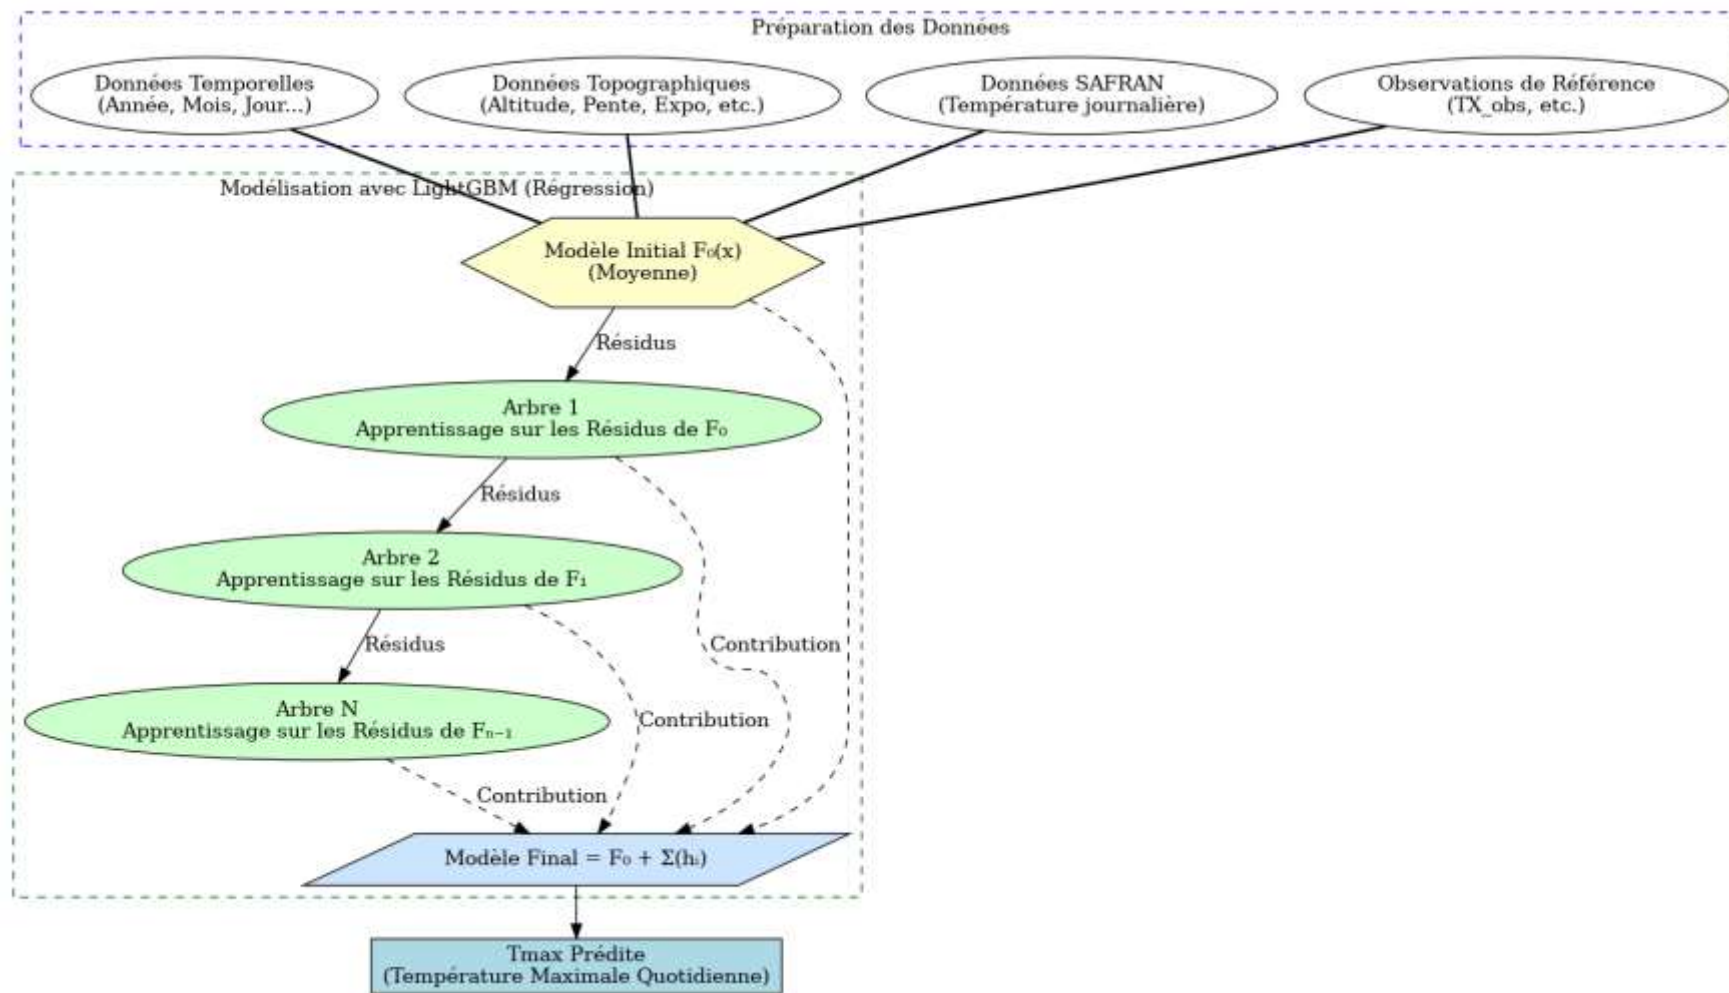 Préparation des Données
Données Temporelles
(Année, Mois, Jour...)
Données Topographiques
(Altitude, Pente, Expo, etc.)
Données SAFRAN
(Température journalière)
Observations de Référence
(TX_obs, etc.)
Modélisation avec LightGBM (Régression)
Modèle Initial F₀(x)
(Moyenne)
Résidus
Arbre 1
Apprentissage sur les Résidus de F₀
Résidus
Arbre 2
Apprentissage sur les Résidus de F₁
Résidus
Contribution
Arbre N
Apprentissage sur les Résidus de Fₙ₋₁
Contribution
Contribution
Modèle Final = F₀ + Σ(hᵢ)
Tmax Prédite
(Température Maximale Quotidienne)